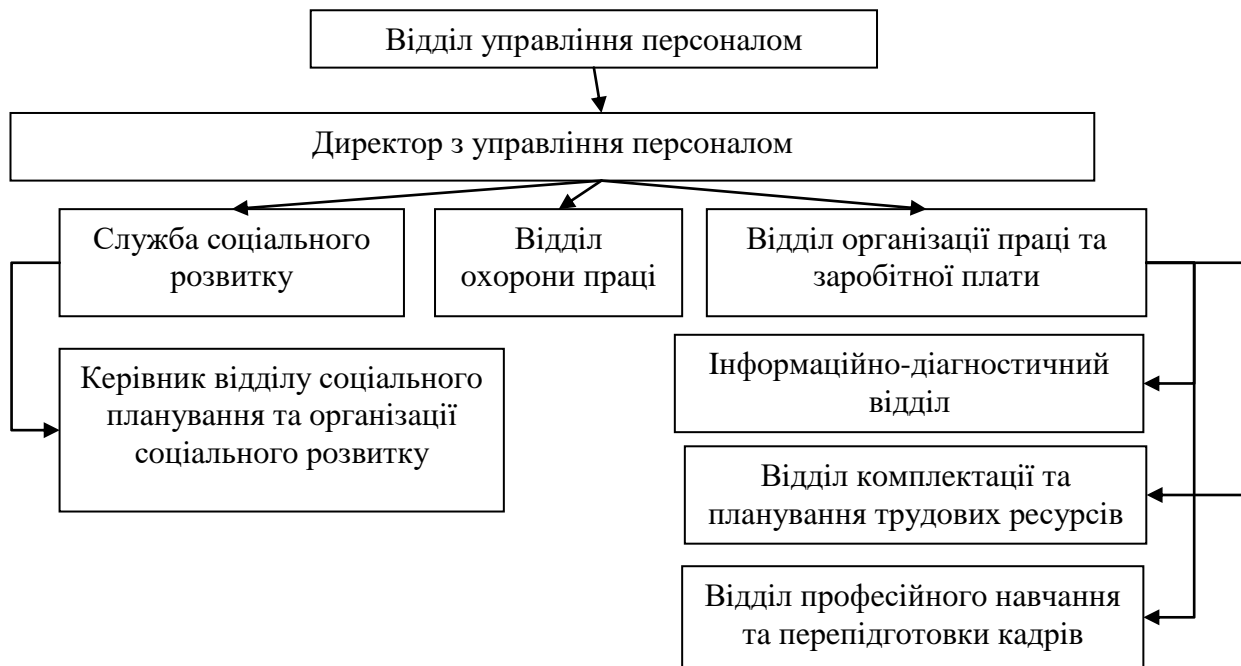 Відділ управління персоналом
Директор з управління персоналом
Служба соціального
розвитку
Відділ
охорони праці
Відділ організації праці та
заробітної плати
Керівник відділу соціального
планування та організації
соціального розвитку
Інформаційно-діагностичний
відділ
Відділ комплектації та
планування трудових ресурсів
Відділ професійного навчання
та перепідготовки кадрів